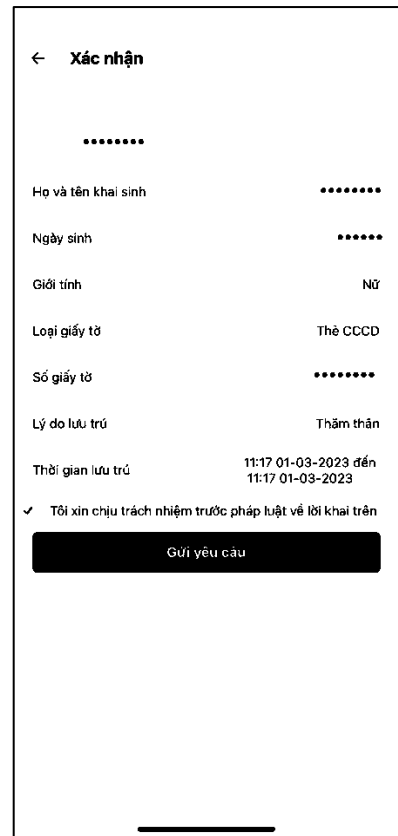 Xác nhận
••••••••
Họ và tên khai sinh ••••••••
Ngày sinh ••••••
Giới tính Nữ
Loại giấy tờ Thẻ CCCD
Số giấy tờ ••••••••
Lý do lưu trú Thăm thân
Thời gian lưu trú 11:17 01-03-2023 đến
11:17 01-03-2023
Tôi xin chịu trách nhiệm trước pháp luật về lời khai trên
Gửi yêu cầu